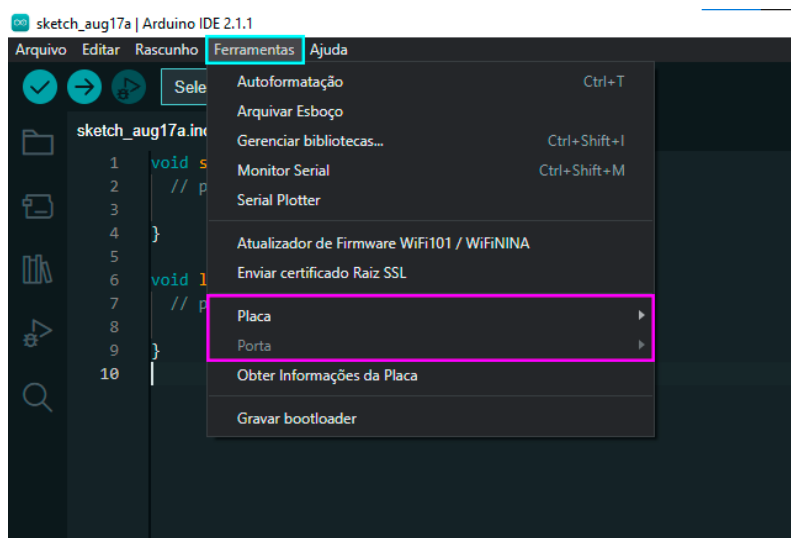 sketch_aug17a | Arduino IDE 2.1.1
Arquivo Editar Rascunho Ferramentas Ajuda
Sele
sketch_aug17a.ino
Autoformatação Ctrl+T
Arquivar Esboço
Gerenciar bibliotecas... Ctrl+Shift+I
Monitor Serial Ctrl+Shift+M
Serial Plotter
Atualizador de Firmware WiFi101 / WiFiNINA
Enviar certificado Raiz SSL
Placa
Porta
Obter Informações da Placa
Gravar bootloader
1 void s
2 // p
3
4 }
5
6 void l
7 // p
8
9 }
10